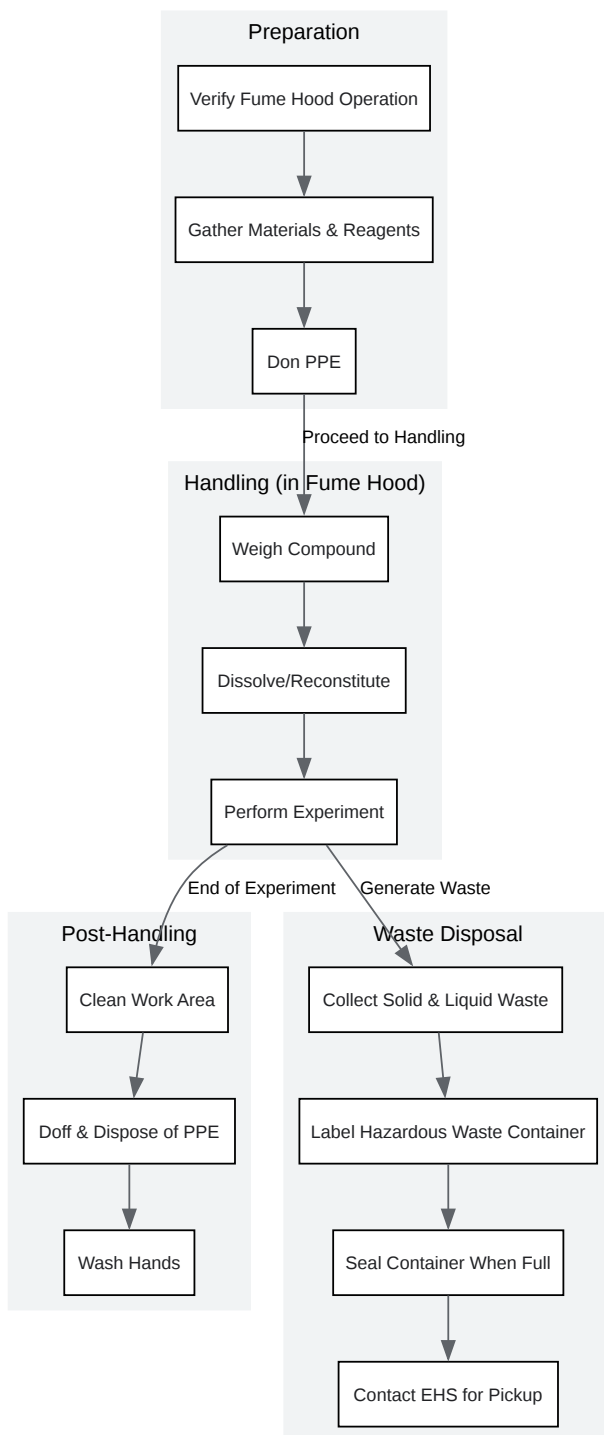 Preparation
Verify Fume Hood Operation
Gather Materials & Reagents
Don PPE
Proceed to Handling
Handling (in Fume Hood)
Weigh Compound
Dissolve/Reconstitute
Perform Experiment
End of Experiment
Generate Waste
Post-Handling
Clean Work Area
Doff & Dispose of PPE
Wash Hands
Waste Disposal
Collect Solid & Liquid Waste
Label Hazardous Waste Container
Seal Container When Full
Contact EHS for Pickup